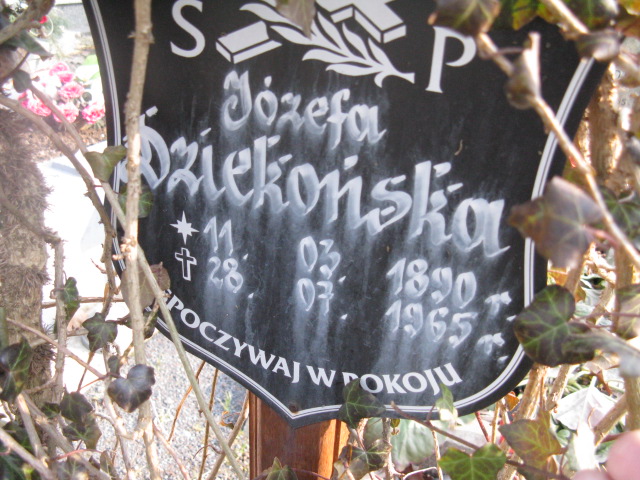 S P
Józefa
Dziekońska
11. 03. 1890 r.
28. 07. 1965 r.
SPOCZYWAJ W POKOJU